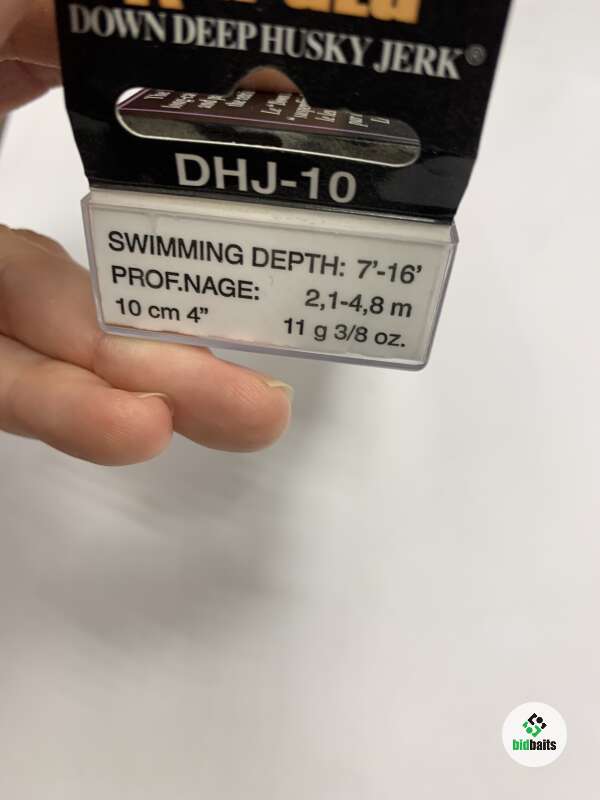 DOWN DEEP HUSKY JERK®
DHJ-10
SWIMMING DEPTH: 7'-16'
PROF.NAGE: 2,1-4,8 m
10 cm 4" 11 g 3/8 oz.
bidbaits